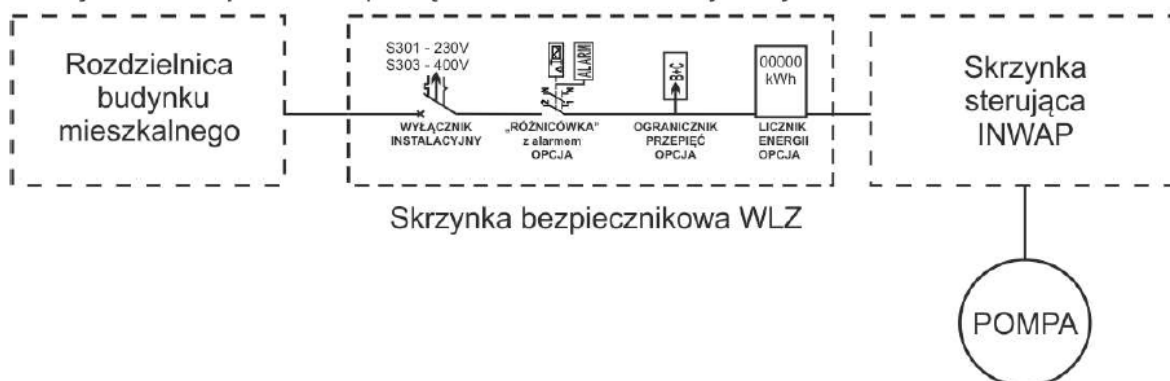 Rozdzielnica
budynku
mieszkalnego
S301 - 230V
S303 - 400V
WYŁĄCZNIK
INSTALACYJNY
ALARM
„RÓŻNICÓWKA”
z alarmem
OPCJA
B+C
OGRANICZNIK
PRZEPIĘĆ
OPCJA
00000
kWh
LICZNIK
ENERGII
OPCJA
Skrzynka
sterująca
INWAP
Skrzynka bezpiecznikowa WLZ
POMPA